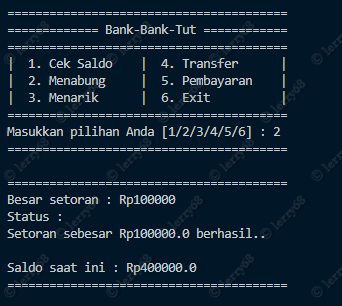 ========================================
============= Bank-Bank-Tut ============
========================================
|  1. Cek Saldo    |  4. Transfer      |
|  2. Menabung     |  5. Pembayaran    |
|  3. Menarik      |  6. Exit          |
========================================
Masukkan pilihan Anda [1/2/3/4/5/6] : 2
========================================
========================================
Besar setoran : Rp100000
Status :
Setoran sebesar Rp100000.0 berhasil..
Saldo saat ini : Rp400000.0
========================================
© lerry68